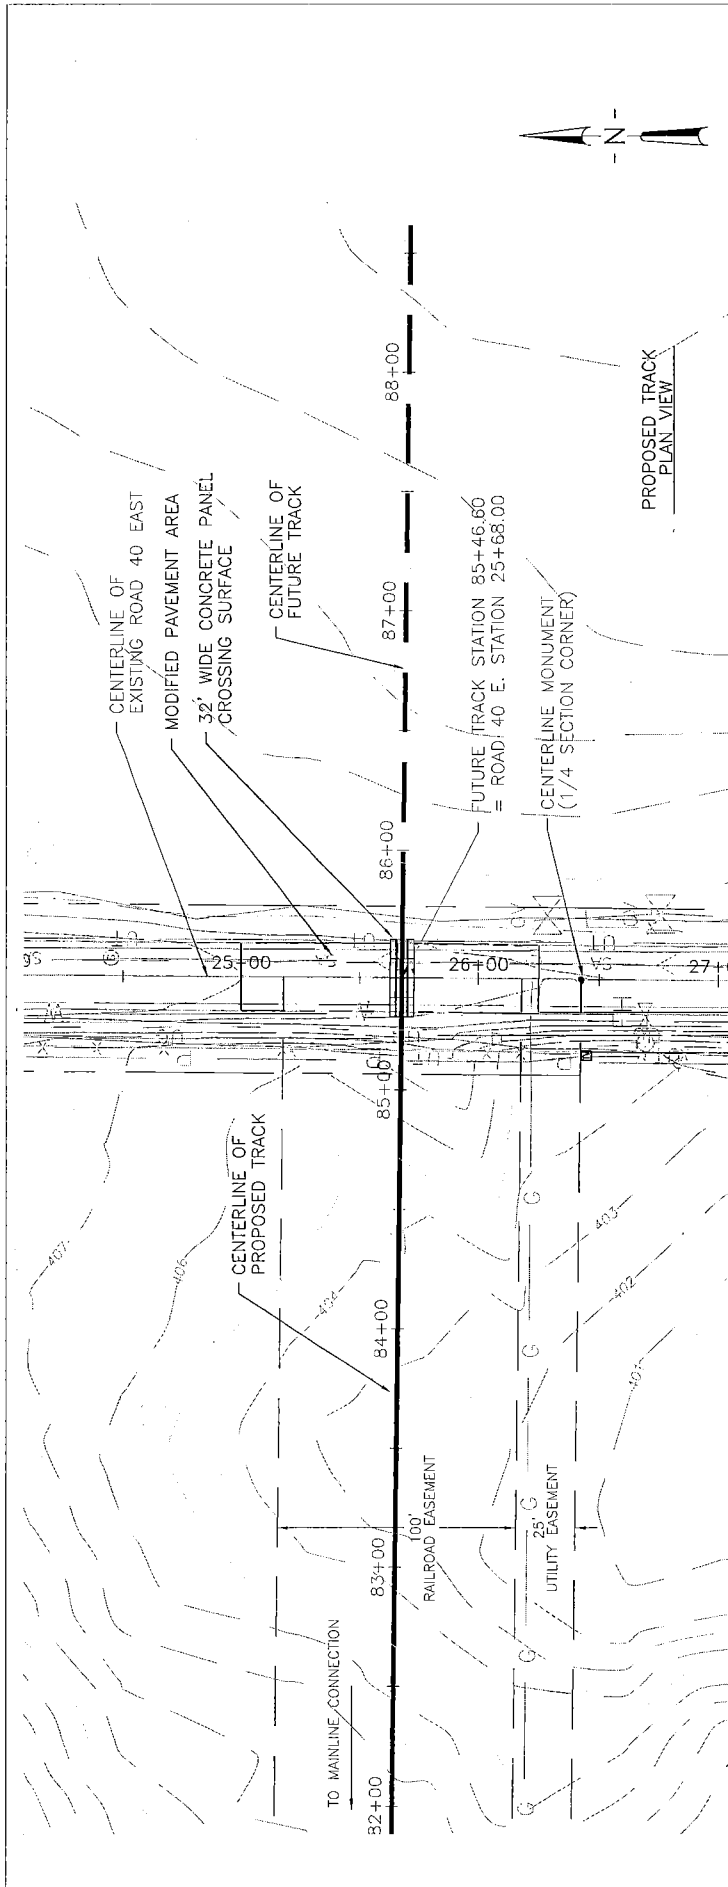 -N-
CENTERLINE OF
EXISTING ROAD 40 EAST
MODIFIED PAVEMENT AREA
32' WIDE CONCRETE PANEL
CROSSING SURFACE
CENTERLINE OF
FUTURE TRACK
FUTURE TRACK STATION 85+46.60
= ROAD 40 E. STATION 25+68.00
CENTERLINE MONUMENT
(1/4 SECTION CORNER)
PROPOSED TRACK
PLAN VIEW
CENTERLINE OF
PROPOSED TRACK
TO MAINLINE CONNECTION
100'
RAILROAD EASEMENT
25'
UTILITY EASEMENT
82+00
83+00
84+00
85+00
86+00
87+00
88+00
25+00
26+00
27+
407
406
404
403
402
401
G
G
G
G
G